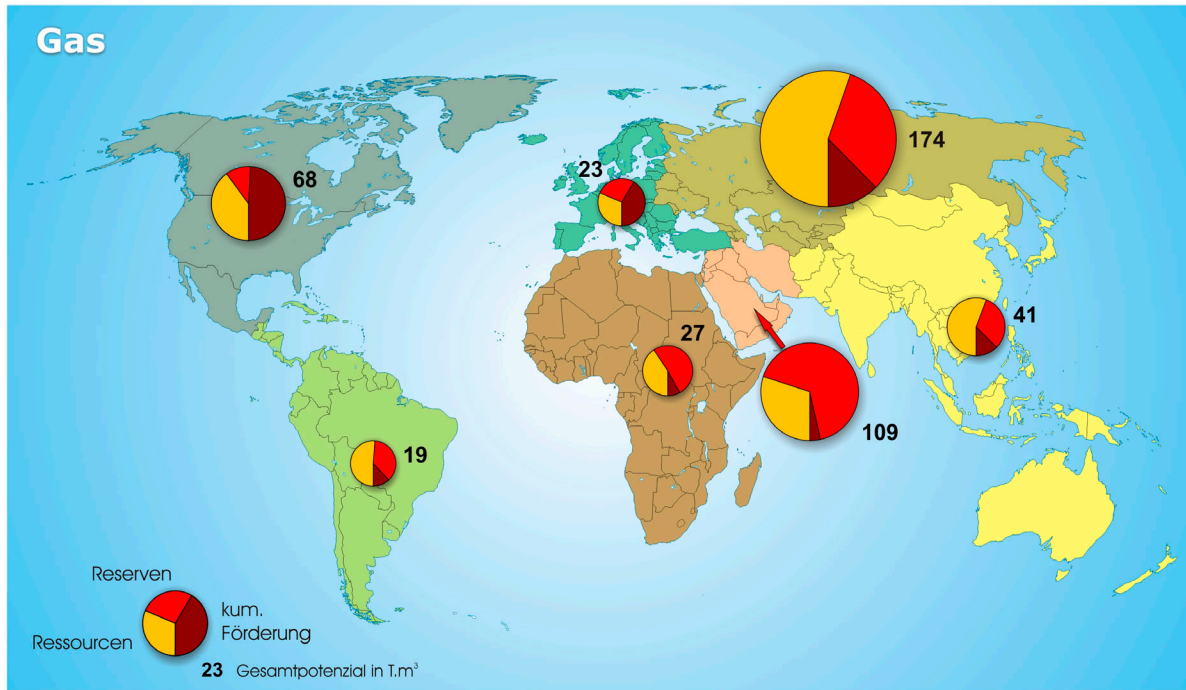 Gas
68
23
174
41
27
109
19
Reserven
kum.
Förderung
Ressourcen
23 Gesamtpotenzial in T.m³